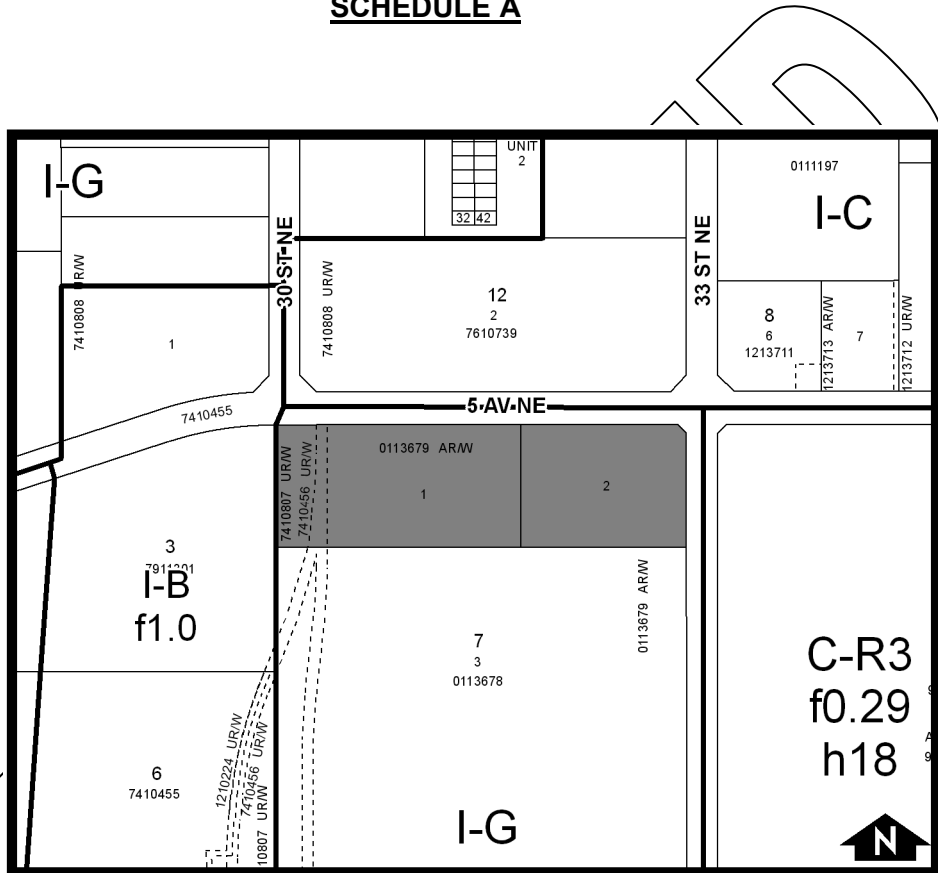 SCHEDULE A
I-G
UNIT
2
32 42
0111197
I-C
30 ST NE
33 ST NE
7410808 UR/W
7410808 UR/W
12
2
7610739
8
6
1213711
1213713 AR/W
7
1213712 UR/W
1
7410455
5 AV NE
7410807 UR/W
7410456 UR/W
0113679 AR/W
1
2
3
I-B
f1.0
0113679 AR/W
7
3
0113678
C-R3
f0.29
h18
6
7410455
1210224 UR/W
7410456 UR/W
10807 UR/W
I-G
N